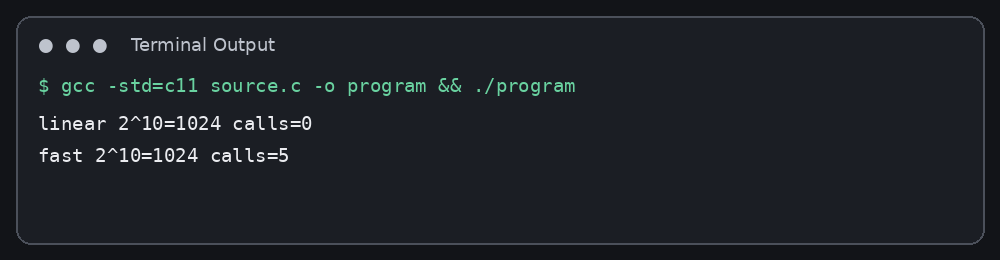 Terminal Output
$ gcc -std=c11 source.c -o program && ./program
linear 2^10=1024 calls=0
fast 2^10=1024 calls=5